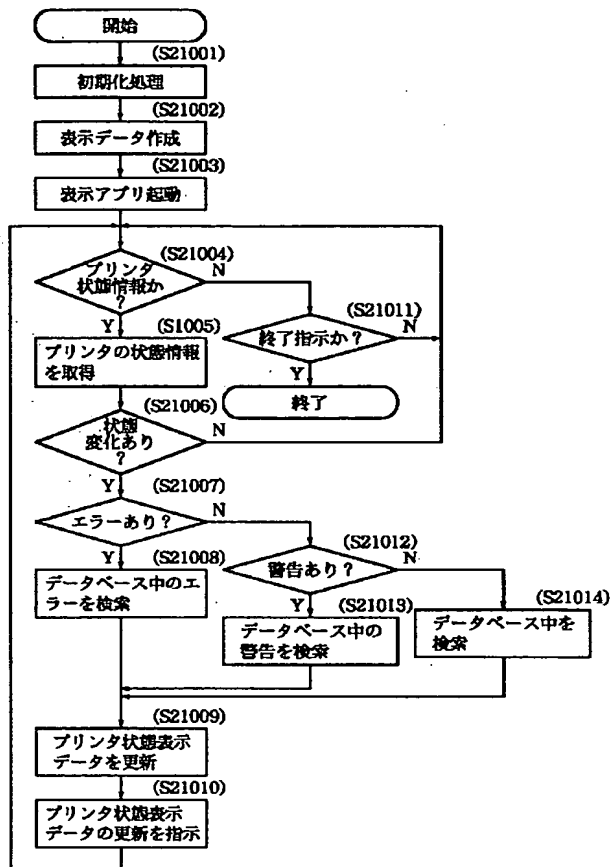 開始
(S21001)
初期化処理
(S21002)
表示データ作成
(S21003)
表示アプリ起動
(S21004)
プリンタ
状態情報か
?
N
Y
(S21011)
終了指示か?
N
Y
終了
(S1005)
プリンタの状態情報
を取得
(S21006)
状態
変化あり
?
N
Y
(S21007)
エラーあり?
N
Y
(S21008)
データベース中のエ
ラーを検索
(S21012)
警告あり?
N
Y
(S21013)
データベース中の
警告を検索
(S21014)
データベース中を
検索
(S21009)
プリンタ状態表示
データを更新
(S21010)
プリンタ状態表示
データの更新を指示